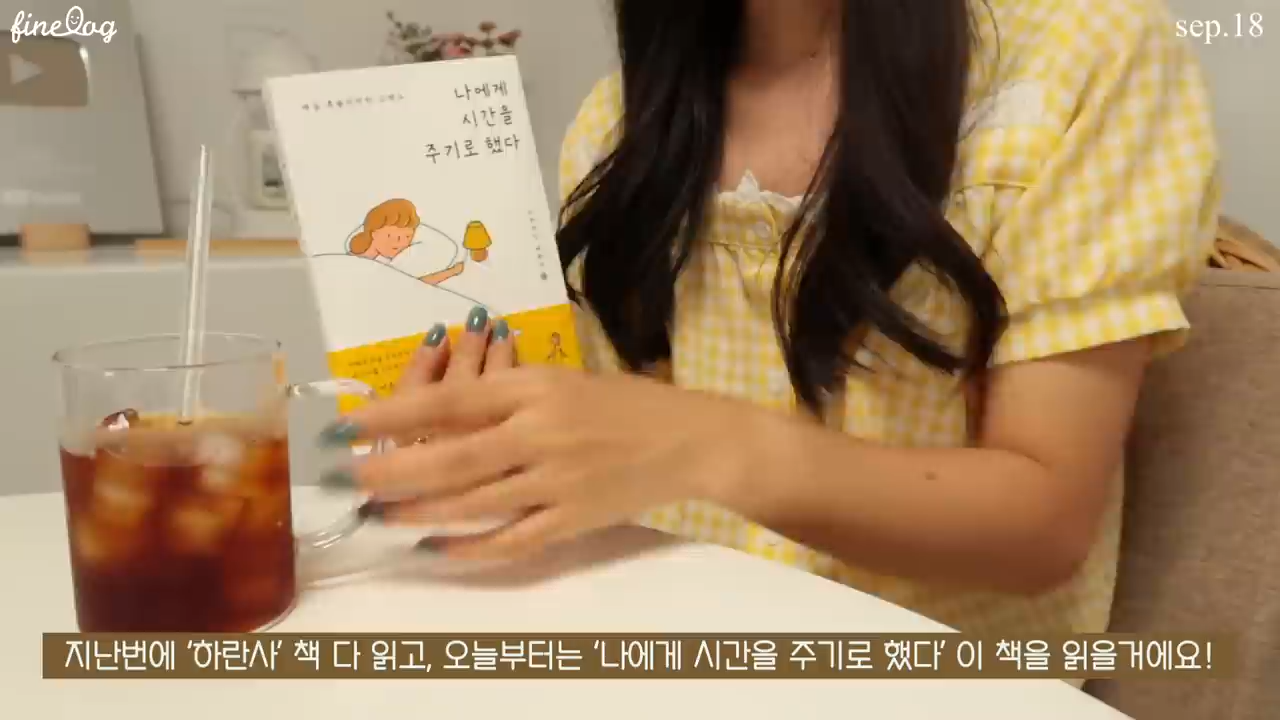 fineLog
sep.18
나에게
시간을
주기로 했다
지난번에 '하란사' 책 다 읽고, 오늘부터는 '나에게 시간을 주기로 했다' 이 책을 읽을거에요!